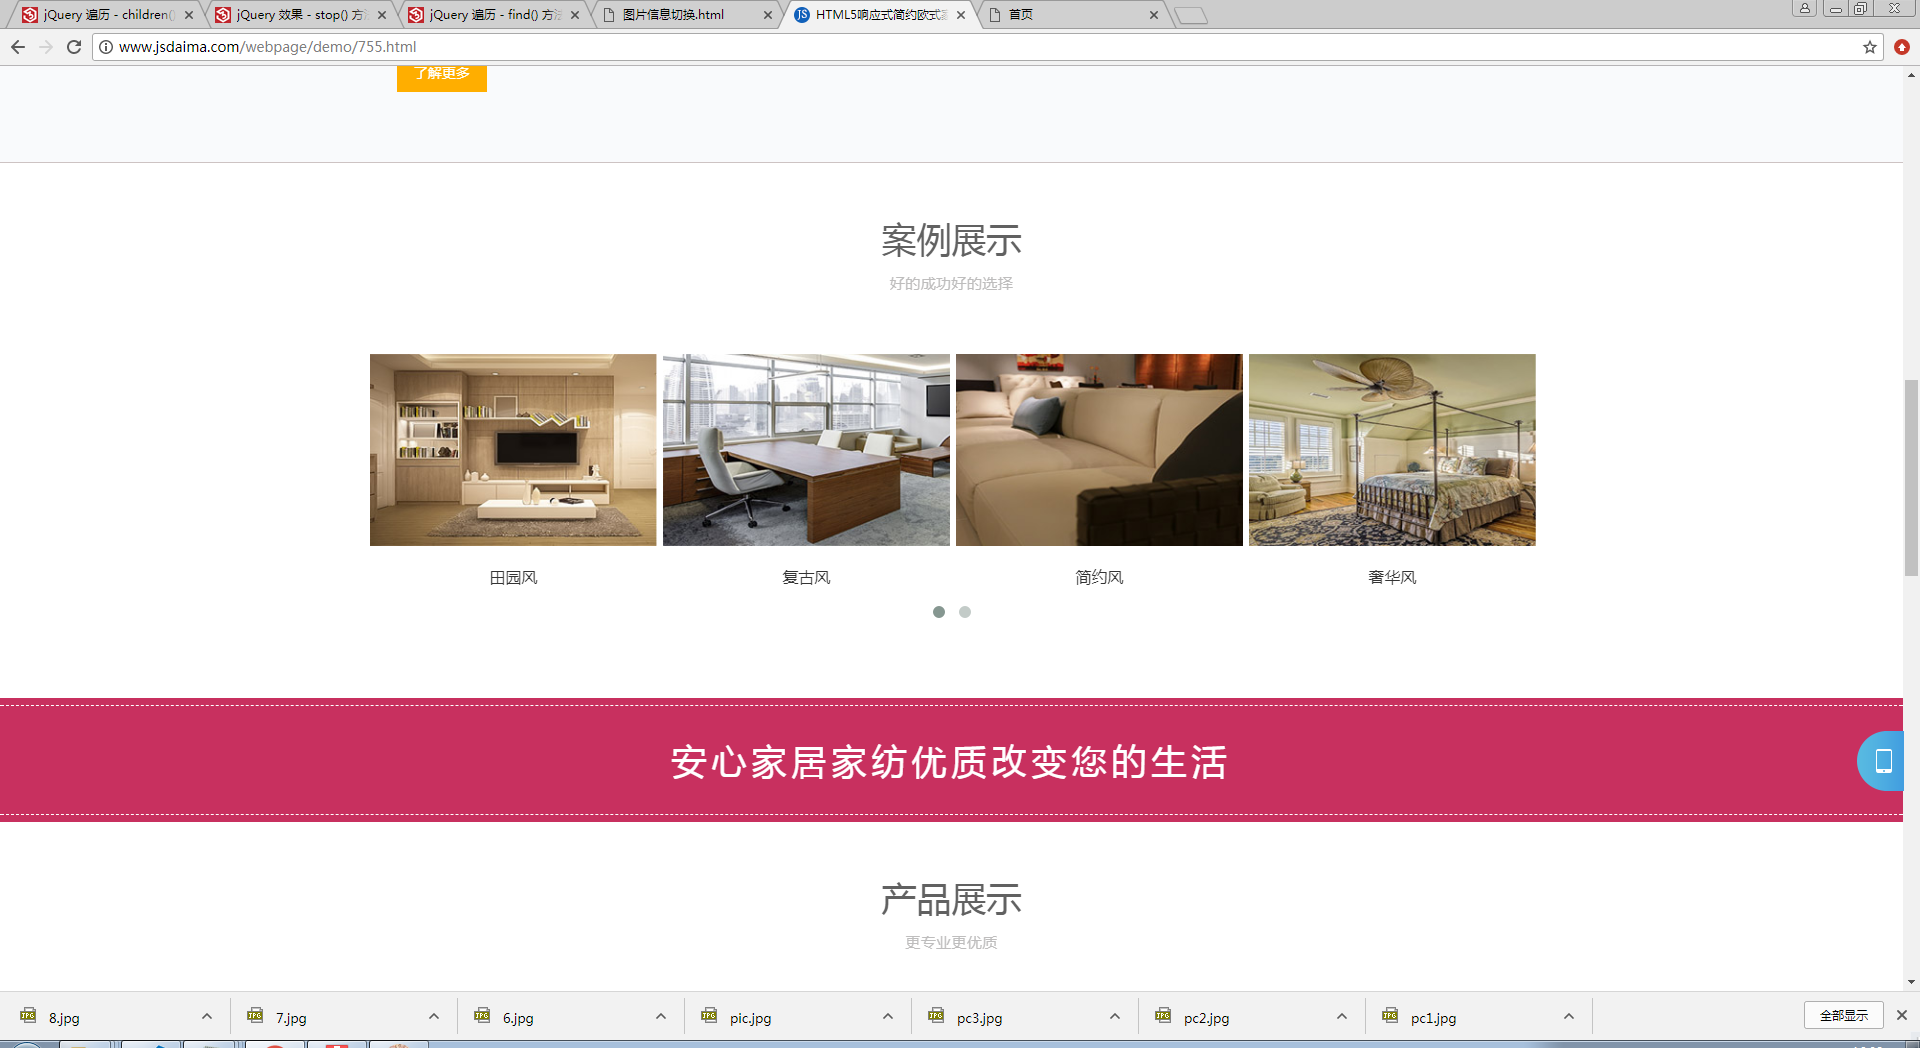 jQuery 遍历 - children()
jQuery 效果 - stop() 方法
jQuery 遍历 - find() 方法
图片信息切换.html
HTML5响应式简约欧式
首页
www.jsdaima.com/webpage/demo/755.html
了解更多
案例展示
好的成功好的选择
田园风
复古风
简约风
奢华风
安心家居家纺优质改变您的生活
产品展示
更专业更优质
8.jpg
7.jpg
6.jpg
pic.jpg
pc3.jpg
pc2.jpg
pc1.jpg
全部显示